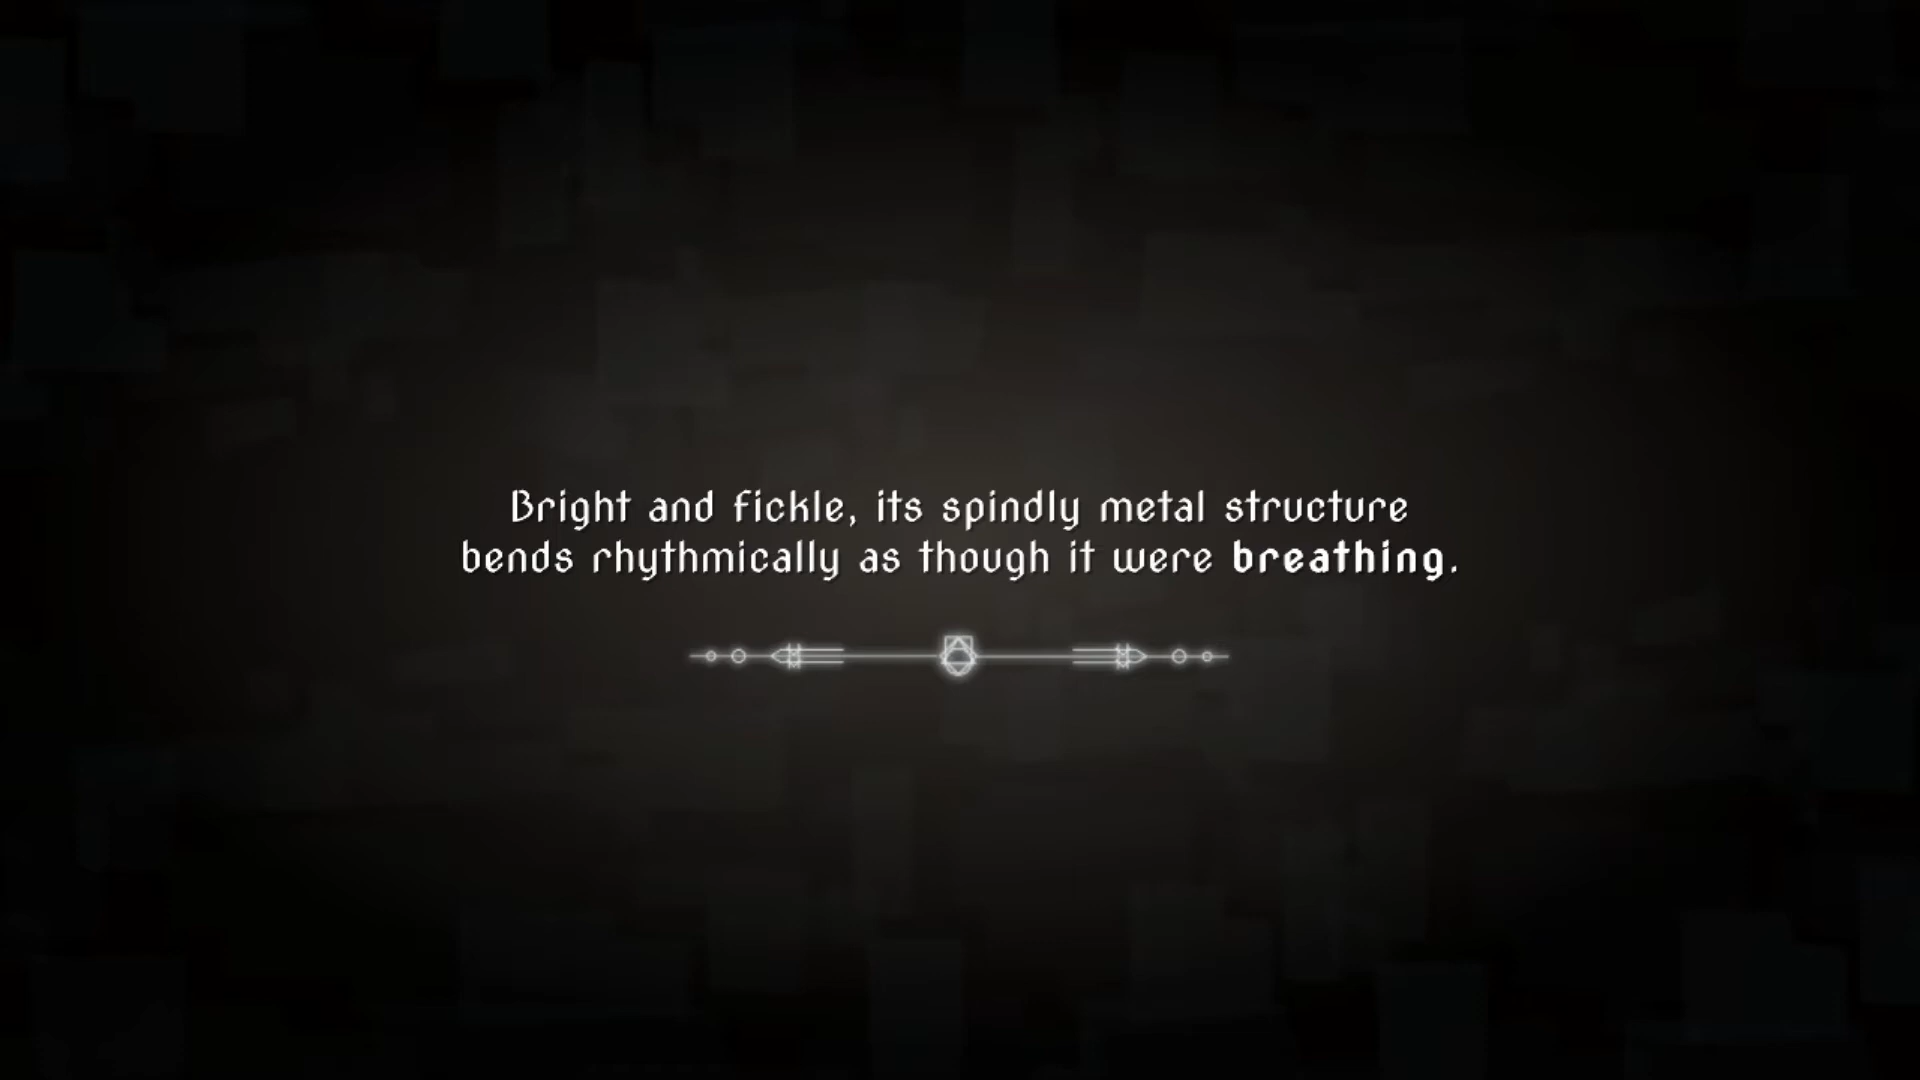 Bright and fickle, its spindly metal structure
bends rhythmically as though it were breathing.